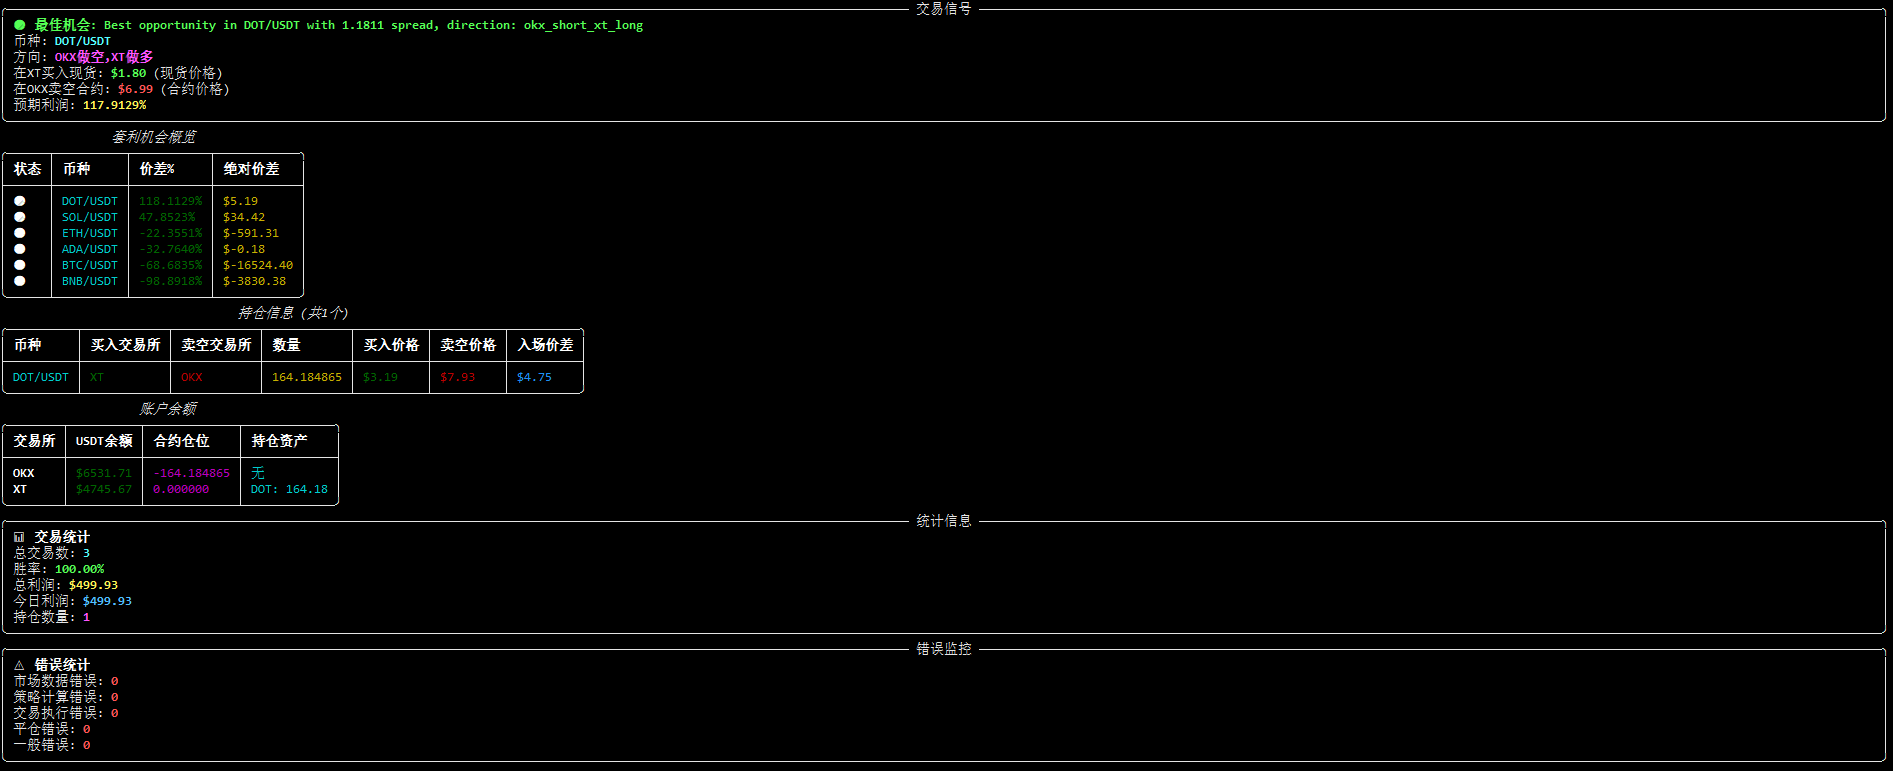 交易信号
最佳机会: Best opportunity in DOT/USDT with 1.1811 spread, direction: okx_short_xt_long
币种: DOT/USDT
方向: OKX做空,XT做多
在XT买入现货: $1.80 (现货价格)
在OKX卖空合约: $6.99 (合约价格)
预期利润: 117.9129%
套利机会概览
状态 币种 价差% 绝对价差
DOT/USDT 118.1129% $5.19
SOL/USDT 47.8523% $34.42
ETH/USDT -22.3551% $-591.31
ADA/USDT -32.7640% $-0.18
BTC/USDT -68.6835% $-16524.40
BNB/USDT -98.8918% $-3830.38
持仓信息 (共1个)
币种 买入交易所 卖空交易所 数量 买入价格 卖空价格 入场价差
DOT/USDT XT OKX 164.184865 $3.19 $7.93 $4.75
账户余额
交易所 USDT余额 合约仓位 持仓资产
OKX $6531.71 -164.184865 无
XT $4745.67 0.000000 DOT: 164.18
统计信息
交易统计
总交易数: 3
胜率: 100.00%
总利润: $499.93
今日利润: $499.93
持仓数量: 1
错误监控
⚠ 错误统计
市场数据错误: 0
策略计算错误: 0
交易执行错误: 0
平仓错误: 0
一般错误: 0